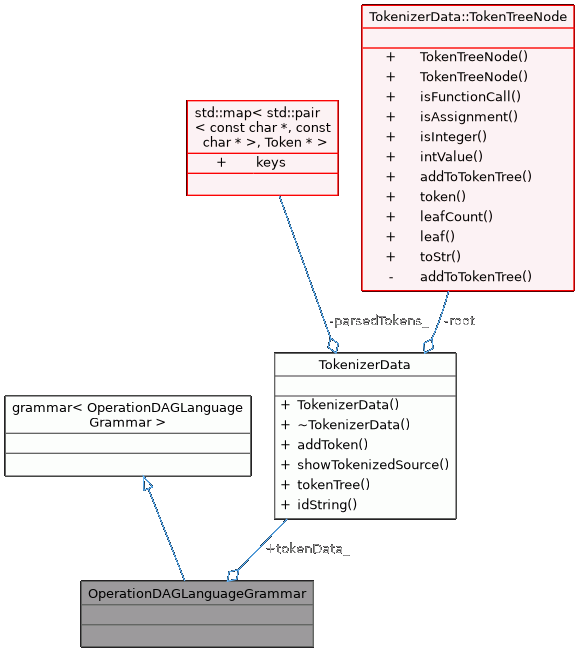 TokenizerData::TokenTreeNode
+ TokenTreeNode()
+ TokenTreeNode()
+ isFunctionCall()
+ isAssignment()
+ isInteger()
+ intValue()
+ addToTokenTree()
+ token()
+ leafCount()
+ leaf()
+ toStr()
- addToTokenTree()
std::map< std::pair
< const char *, const
char * >, Token * >
+ keys
-parsedTokens_
-root
TokenizerData
+ TokenizerData()
+ ~TokenizerData()
+ addToken()
+ showTokenizedSource()
+ tokenTree()
+ idString()
grammar< OperationDAGLanguage
Grammar >
+tokenData_
OperationDAGLanguageGrammar